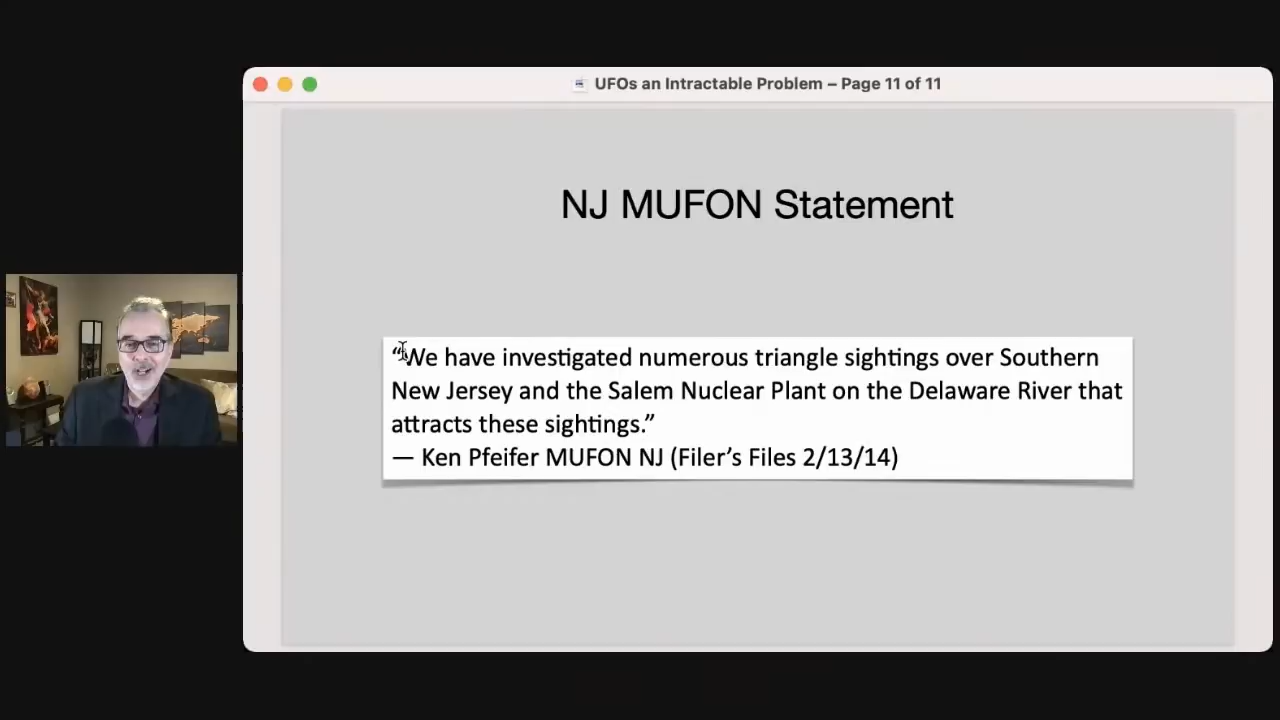 UFOs an Intractable Problem – Page 11 of 11
NJ MUFON Statement
“We have investigated numerous triangle sightings over Southern
New Jersey and the Salem Nuclear Plant on the Delaware River that
attracts these sightings.”
— Ken Pfeifer MUFON NJ (Filer’s Files 2/13/14)